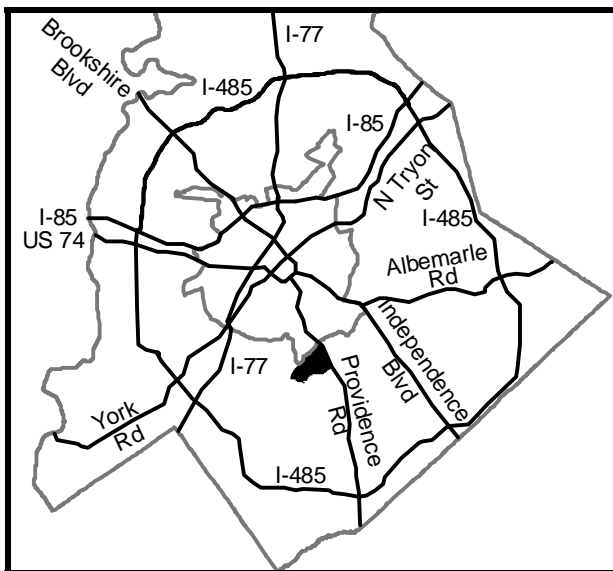 I-77
Brookshire
Blvd
I-485
I-85
N Tryon
St
I-85
US 74
I-485
Albemarle
Rd
Independence
Blvd
I-77
Providence
Rd
York
Rd
I-485